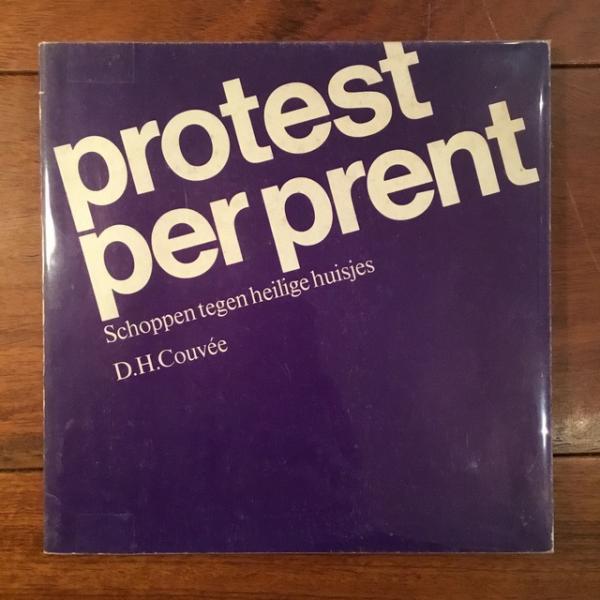 protest
per prent
Schoppen tegen heilige huisjes
D.H.Couvée